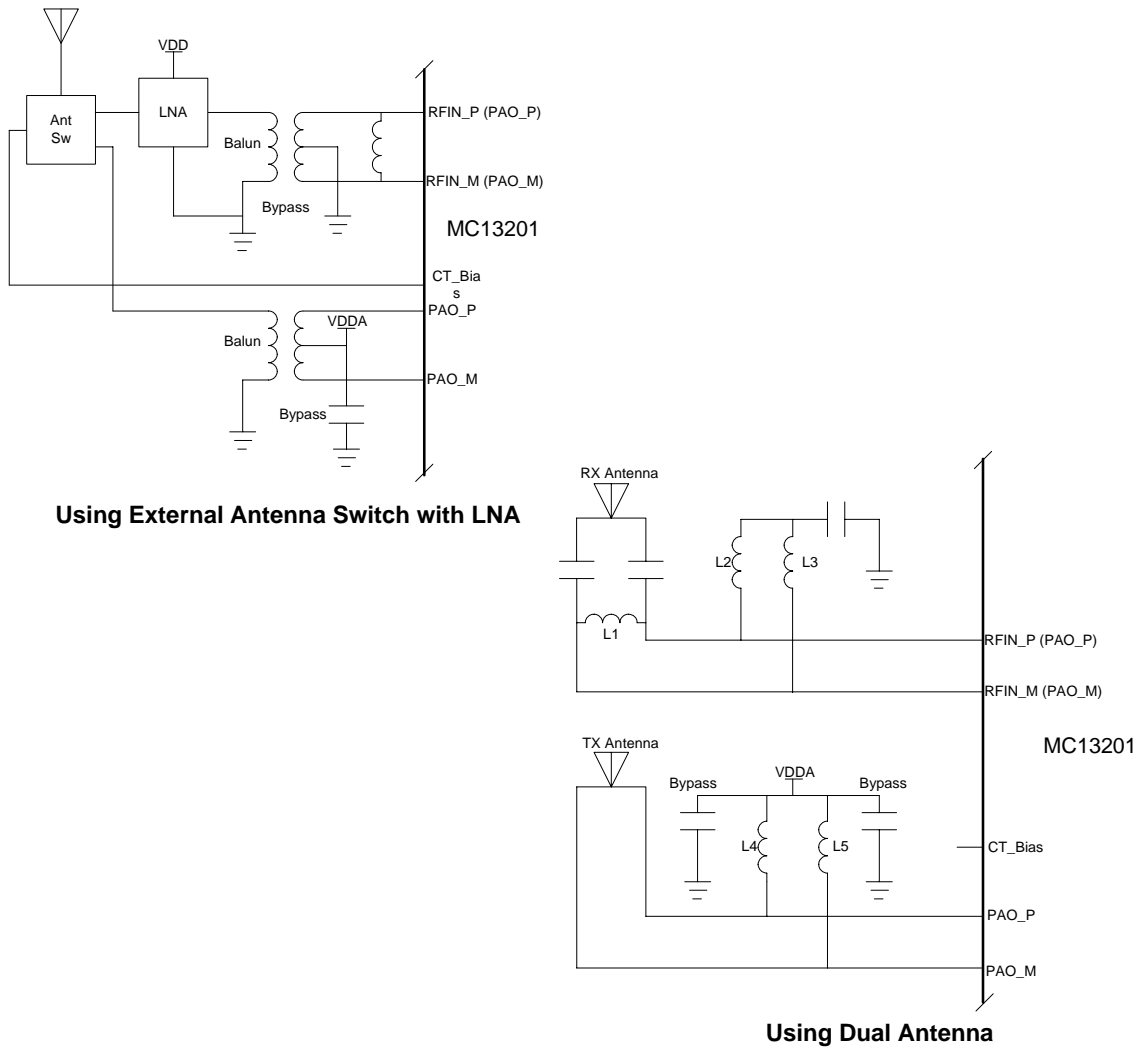 VDD
LNA
Ant
Sw
Balun
RFIN_P (PAO_P)
RFIN_M (PAO_M)
Bypass
MC13201
CT_Bia
s
PAO_P
VDDA
Balun
PAO_M
Bypass
Using External Antenna Switch with LNA
RX Antenna
L2
L3
L1
RFIN_P (PAO_P)
RFIN_M (PAO_M)
TX Antenna
MC13201
Bypass
VDDA
Bypass
L4
L5
CT_Bias
PAO_P
PAO_M
Using Dual Antenna